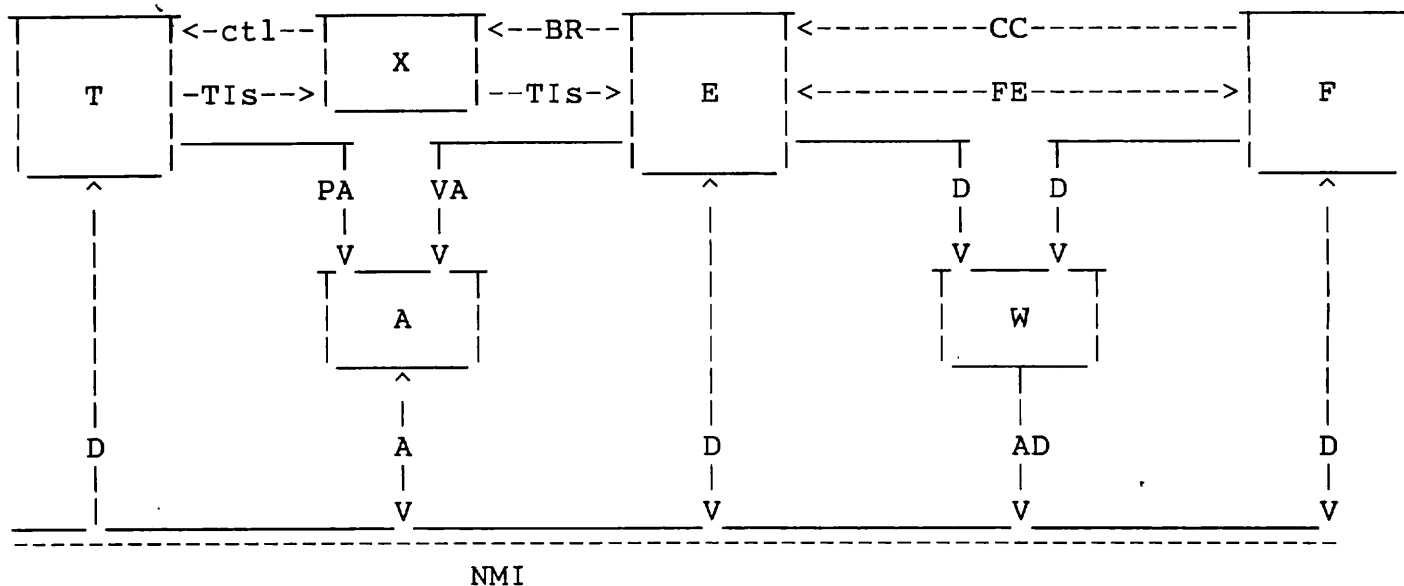 <-ctl-- <--BR-- <--------CC--------
T X E F
-TIs--> --TIs-> <--------FE-------->
PA VA D D
V V V V
A W
D A D AD D
V V V V
NMI